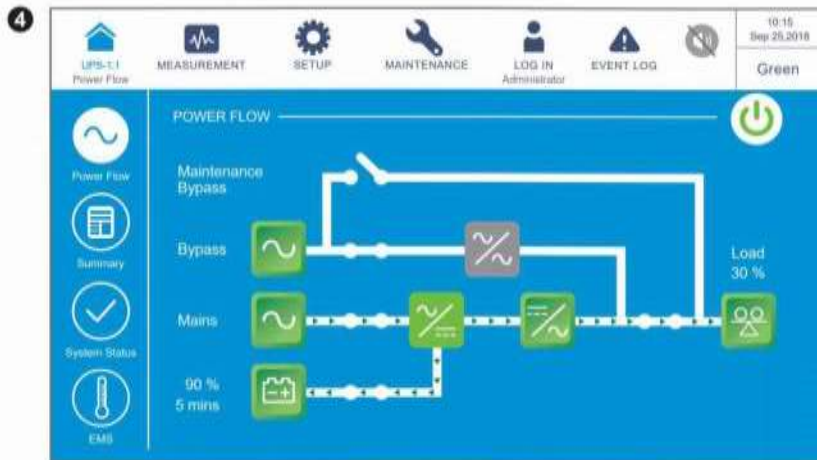 4
UPS-1.1
Power Flow
MEASUREMENT
SETUP
MAINTENANCE
LOG IN
Administrator
EVENT LOG
10:15
Sep 25,2018
Green
POWER FLOW
Power Flow
Summary
System Status
EMS
Maintenance
Bypass
Bypass
Mains
90 %
5 mins
Load
30 %